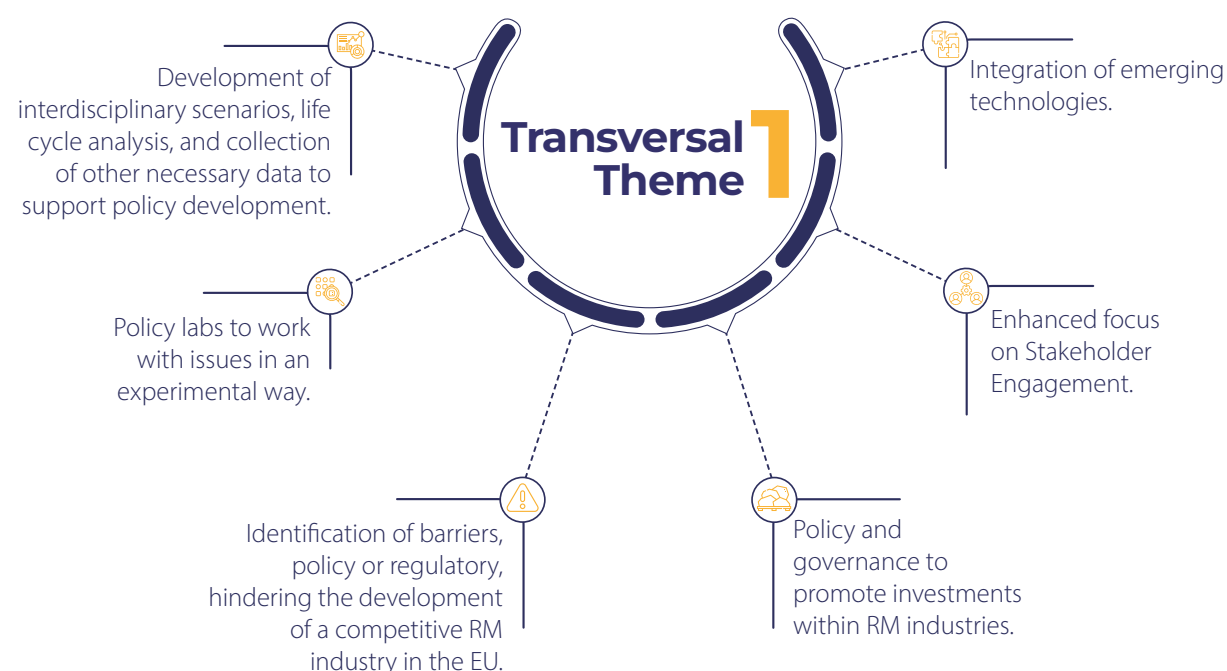 Transversal
Theme
1
Development of
interdisciplinary scenarios, life
cycle analysis, and collection
of other necessary data to
support policy development.
Policy labs to work
with issues in an
experimental way.
Identification of barriers,
policy or regulatory,
hindering the development
of a competitive RM
industry in the EU.
Policy and
governance to
promote investments
within RM industries.
Enhanced focus
on Stakeholder
Engagement.
Integration of emerging
technologies.